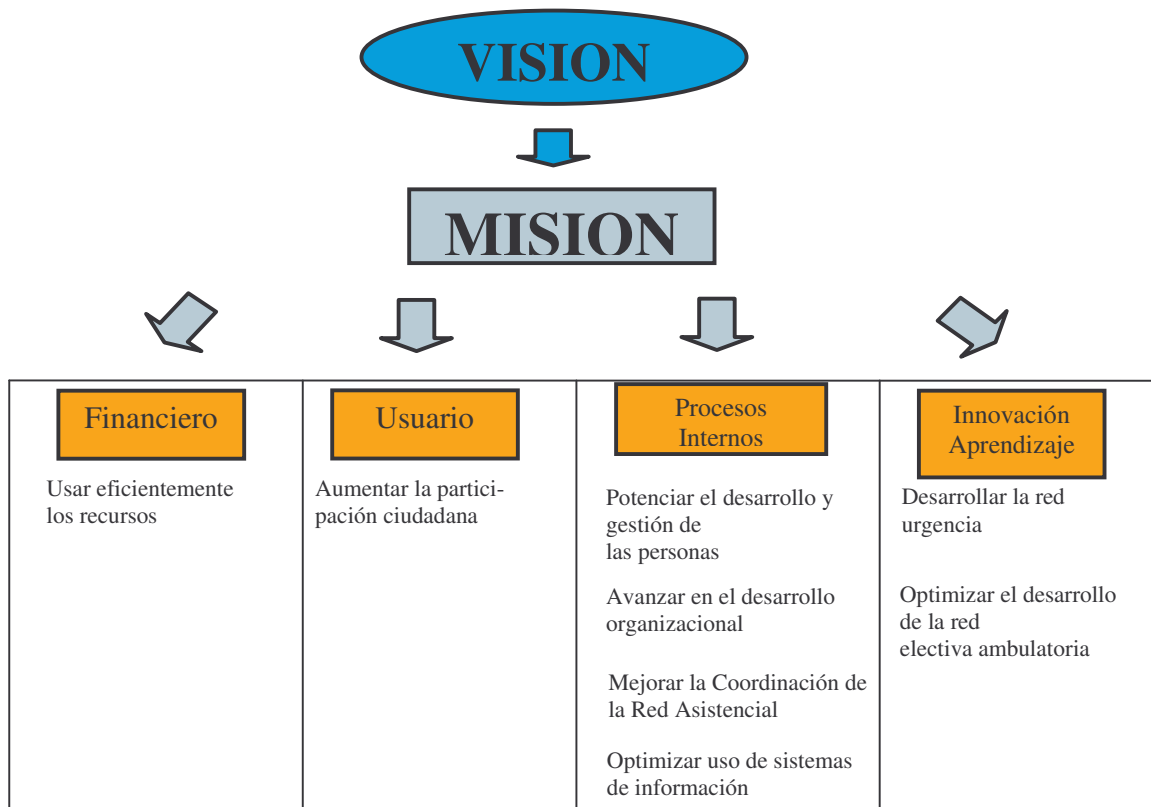 VISION
MISION
Financiero
Usar eficientemente
los recursos
Usuario
Aumentar la partici-
pación ciudadana
Procesos
Internos
Potenciar el desarrollo y
gestión de
las personas
Avanzar en el desarrollo
organizacional
Mejorar la Coordinación de
la Red Asistencial
Optimizar uso de sistemas
de información
Innovación
Aprendizaje
Desarrollar la red
urgencia
Optimizar el desarrollo
de la red
electiva ambulatoria